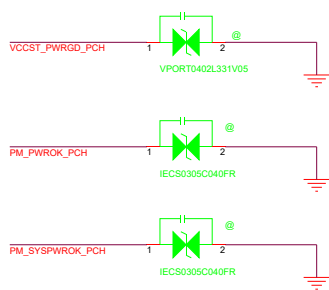 @
VCCST_PWRGD_PCH 1 2
VPORT0402L331V05
@
PM_PWROK_PCH 1 2
IECS0305C040FR
@
PM_SYSPWROK_PCH 1 2
IECS0305C040FR